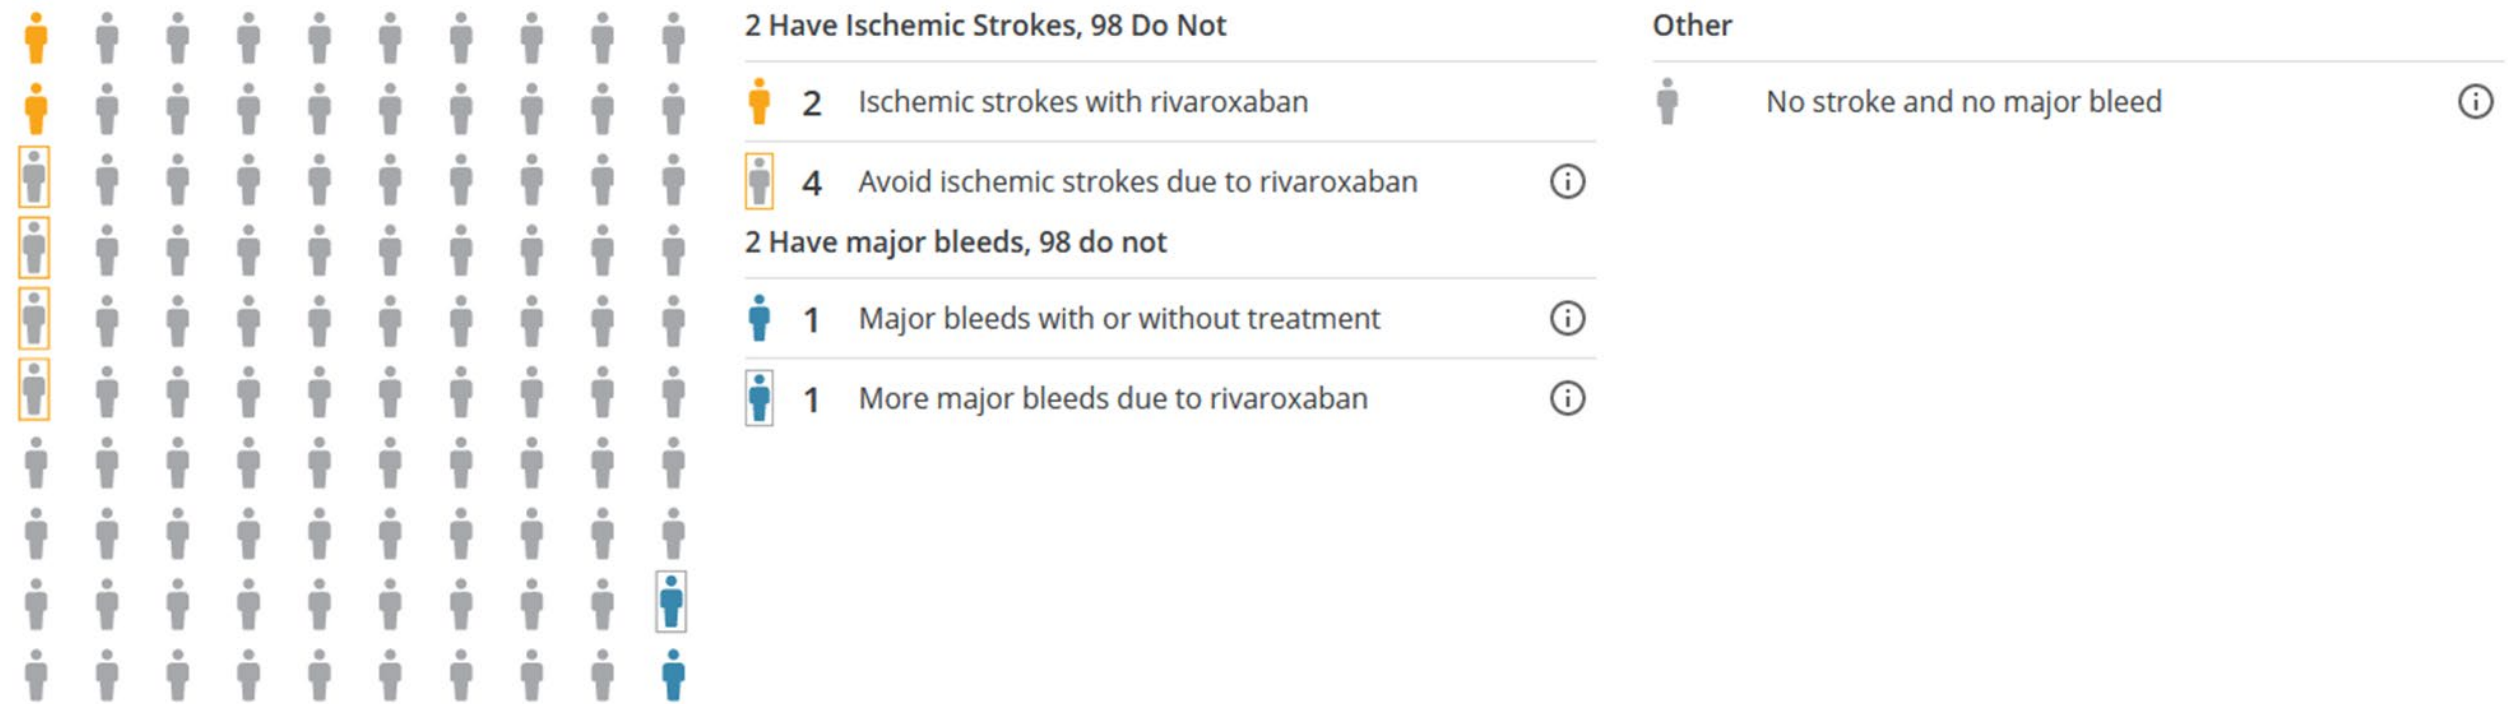 2 Have Ischemic Strokes, 98 Do Not
2 Ischemic strokes with rivaroxaban
4 Avoid ischemic strokes due to rivaroxaban
2 Have major bleeds, 98 do not
1 Major bleeds with or without treatment
1 More major bleeds due to rivaroxaban
Other
No stroke and no major bleed